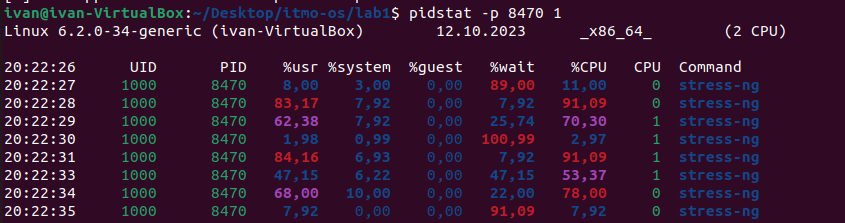 ivan@ivan-VirtualBox:~/Desktop/itmo-os/lab1$ pidstat -p 8470 1
Linux 6.2.0-34-generic (ivan-VirtualBox) 12.10.2023 _x86_64_ (2 CPU)
20:22:26 UID PID %usr %system %guest %wait %CPU CPU Command
20:22:27 1000 8470 8,00 3,00 0,00 89,00 11,00 0 stress-ng
20:22:28 1000 8470 83,17 7,92 0,00 7,92 91,09 0 stress-ng
20:22:29 1000 8470 62,38 7,92 0,00 25,74 70,30 1 stress-ng
20:22:30 1000 8470 1,98 0,99 0,00 100,99 2,97 1 stress-ng
20:22:31 1000 8470 84,16 6,93 0,00 7,92 91,09 1 stress-ng
20:22:33 1000 8470 47,15 6,22 0,00 47,15 53,37 1 stress-ng
20:22:34 1000 8470 68,00 10,00 0,00 22,00 78,00 0 stress-ng
20:22:35 1000 8470 7,92 0,00 0,00 91,09 7,92 0 stress-ng